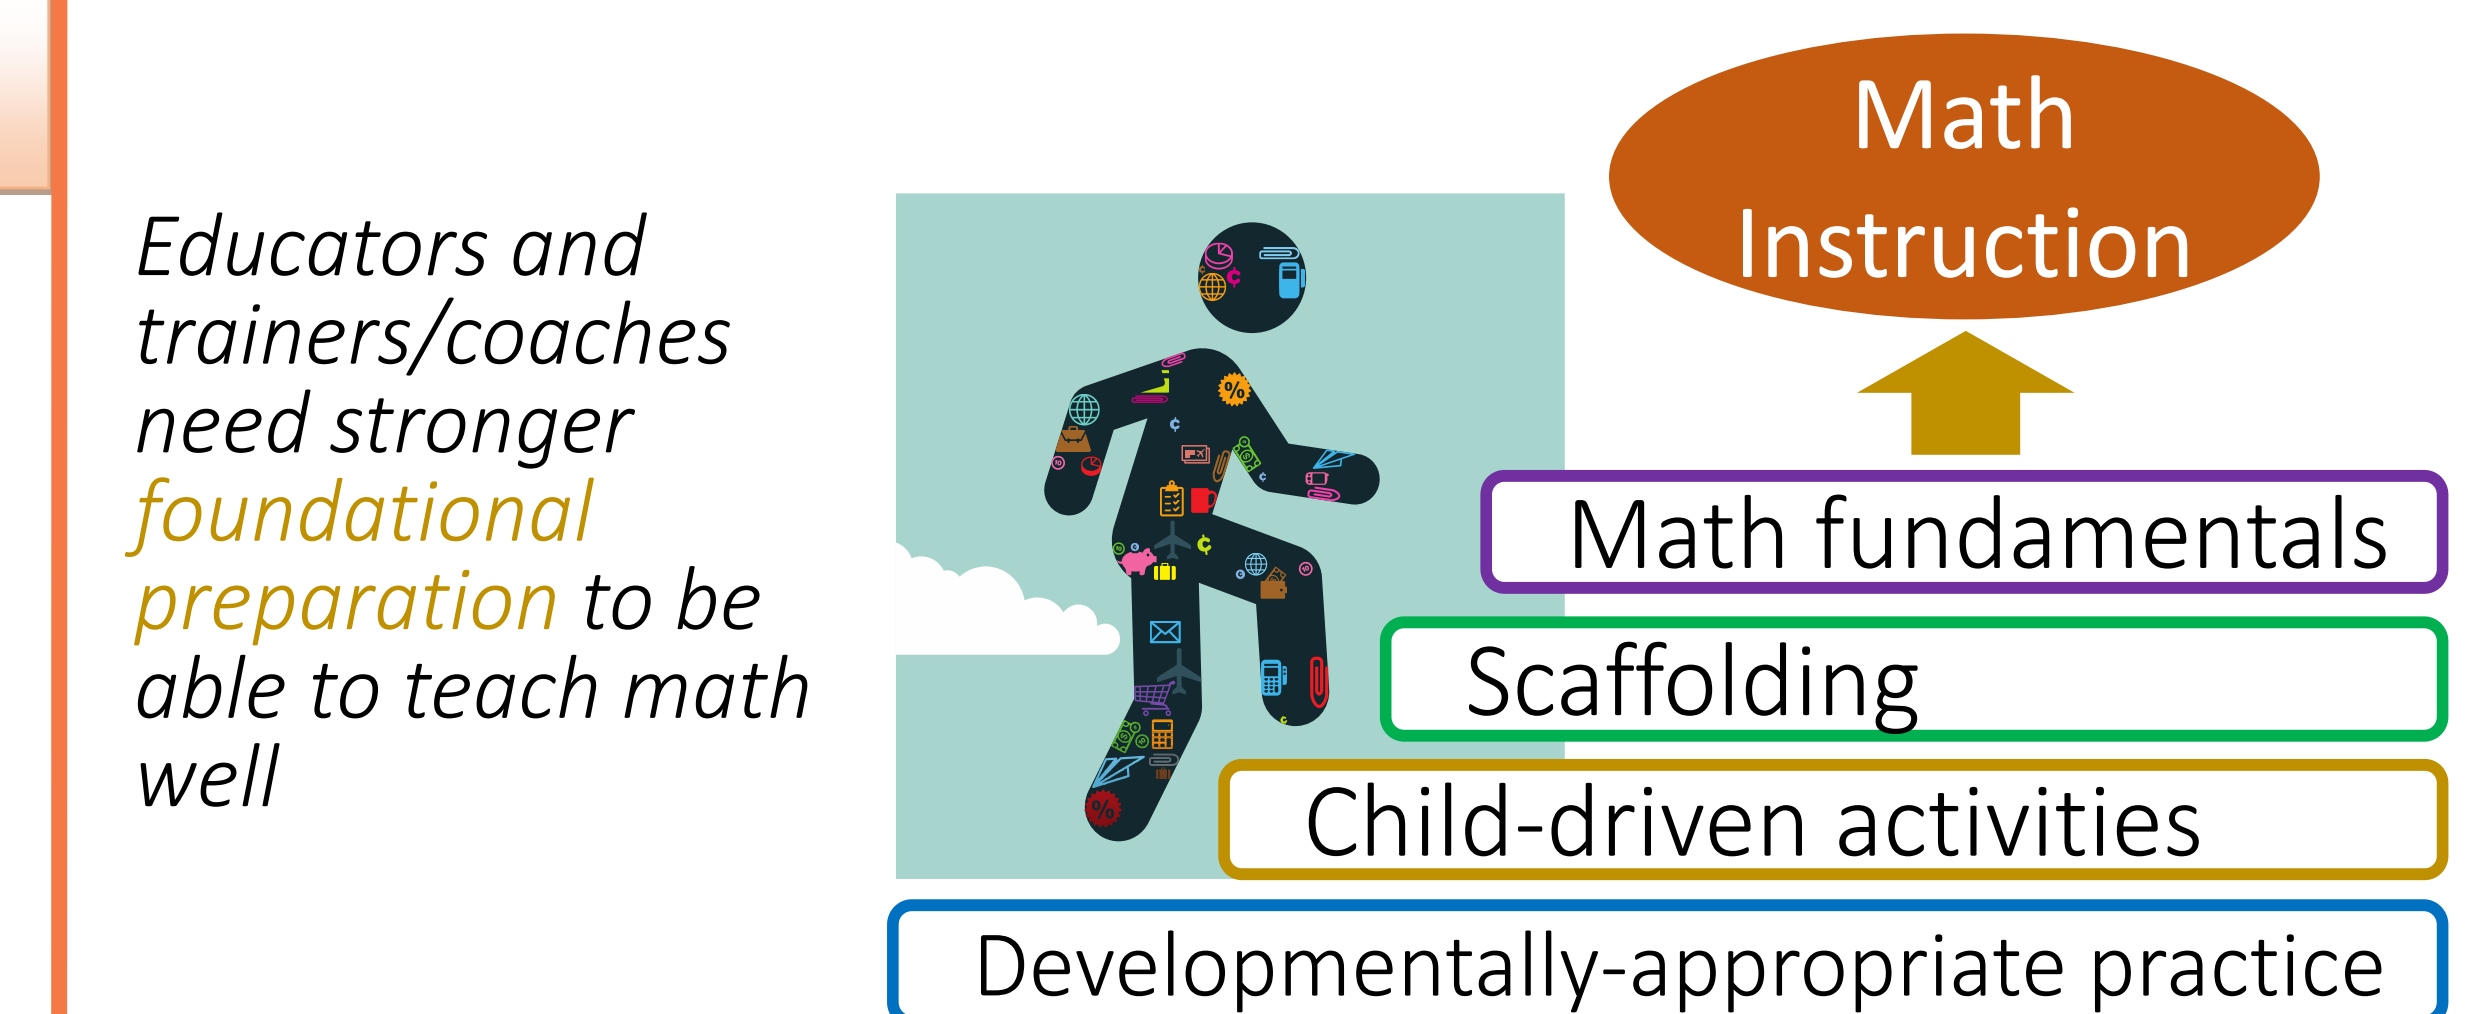 Educators and
trainers/coaches
need stronger
foundational
preparation to be
able to teach math
well
Math
Instruction
Math fundamentals
Scaffolding
Child-driven activities
Developmentally-appropriate practice